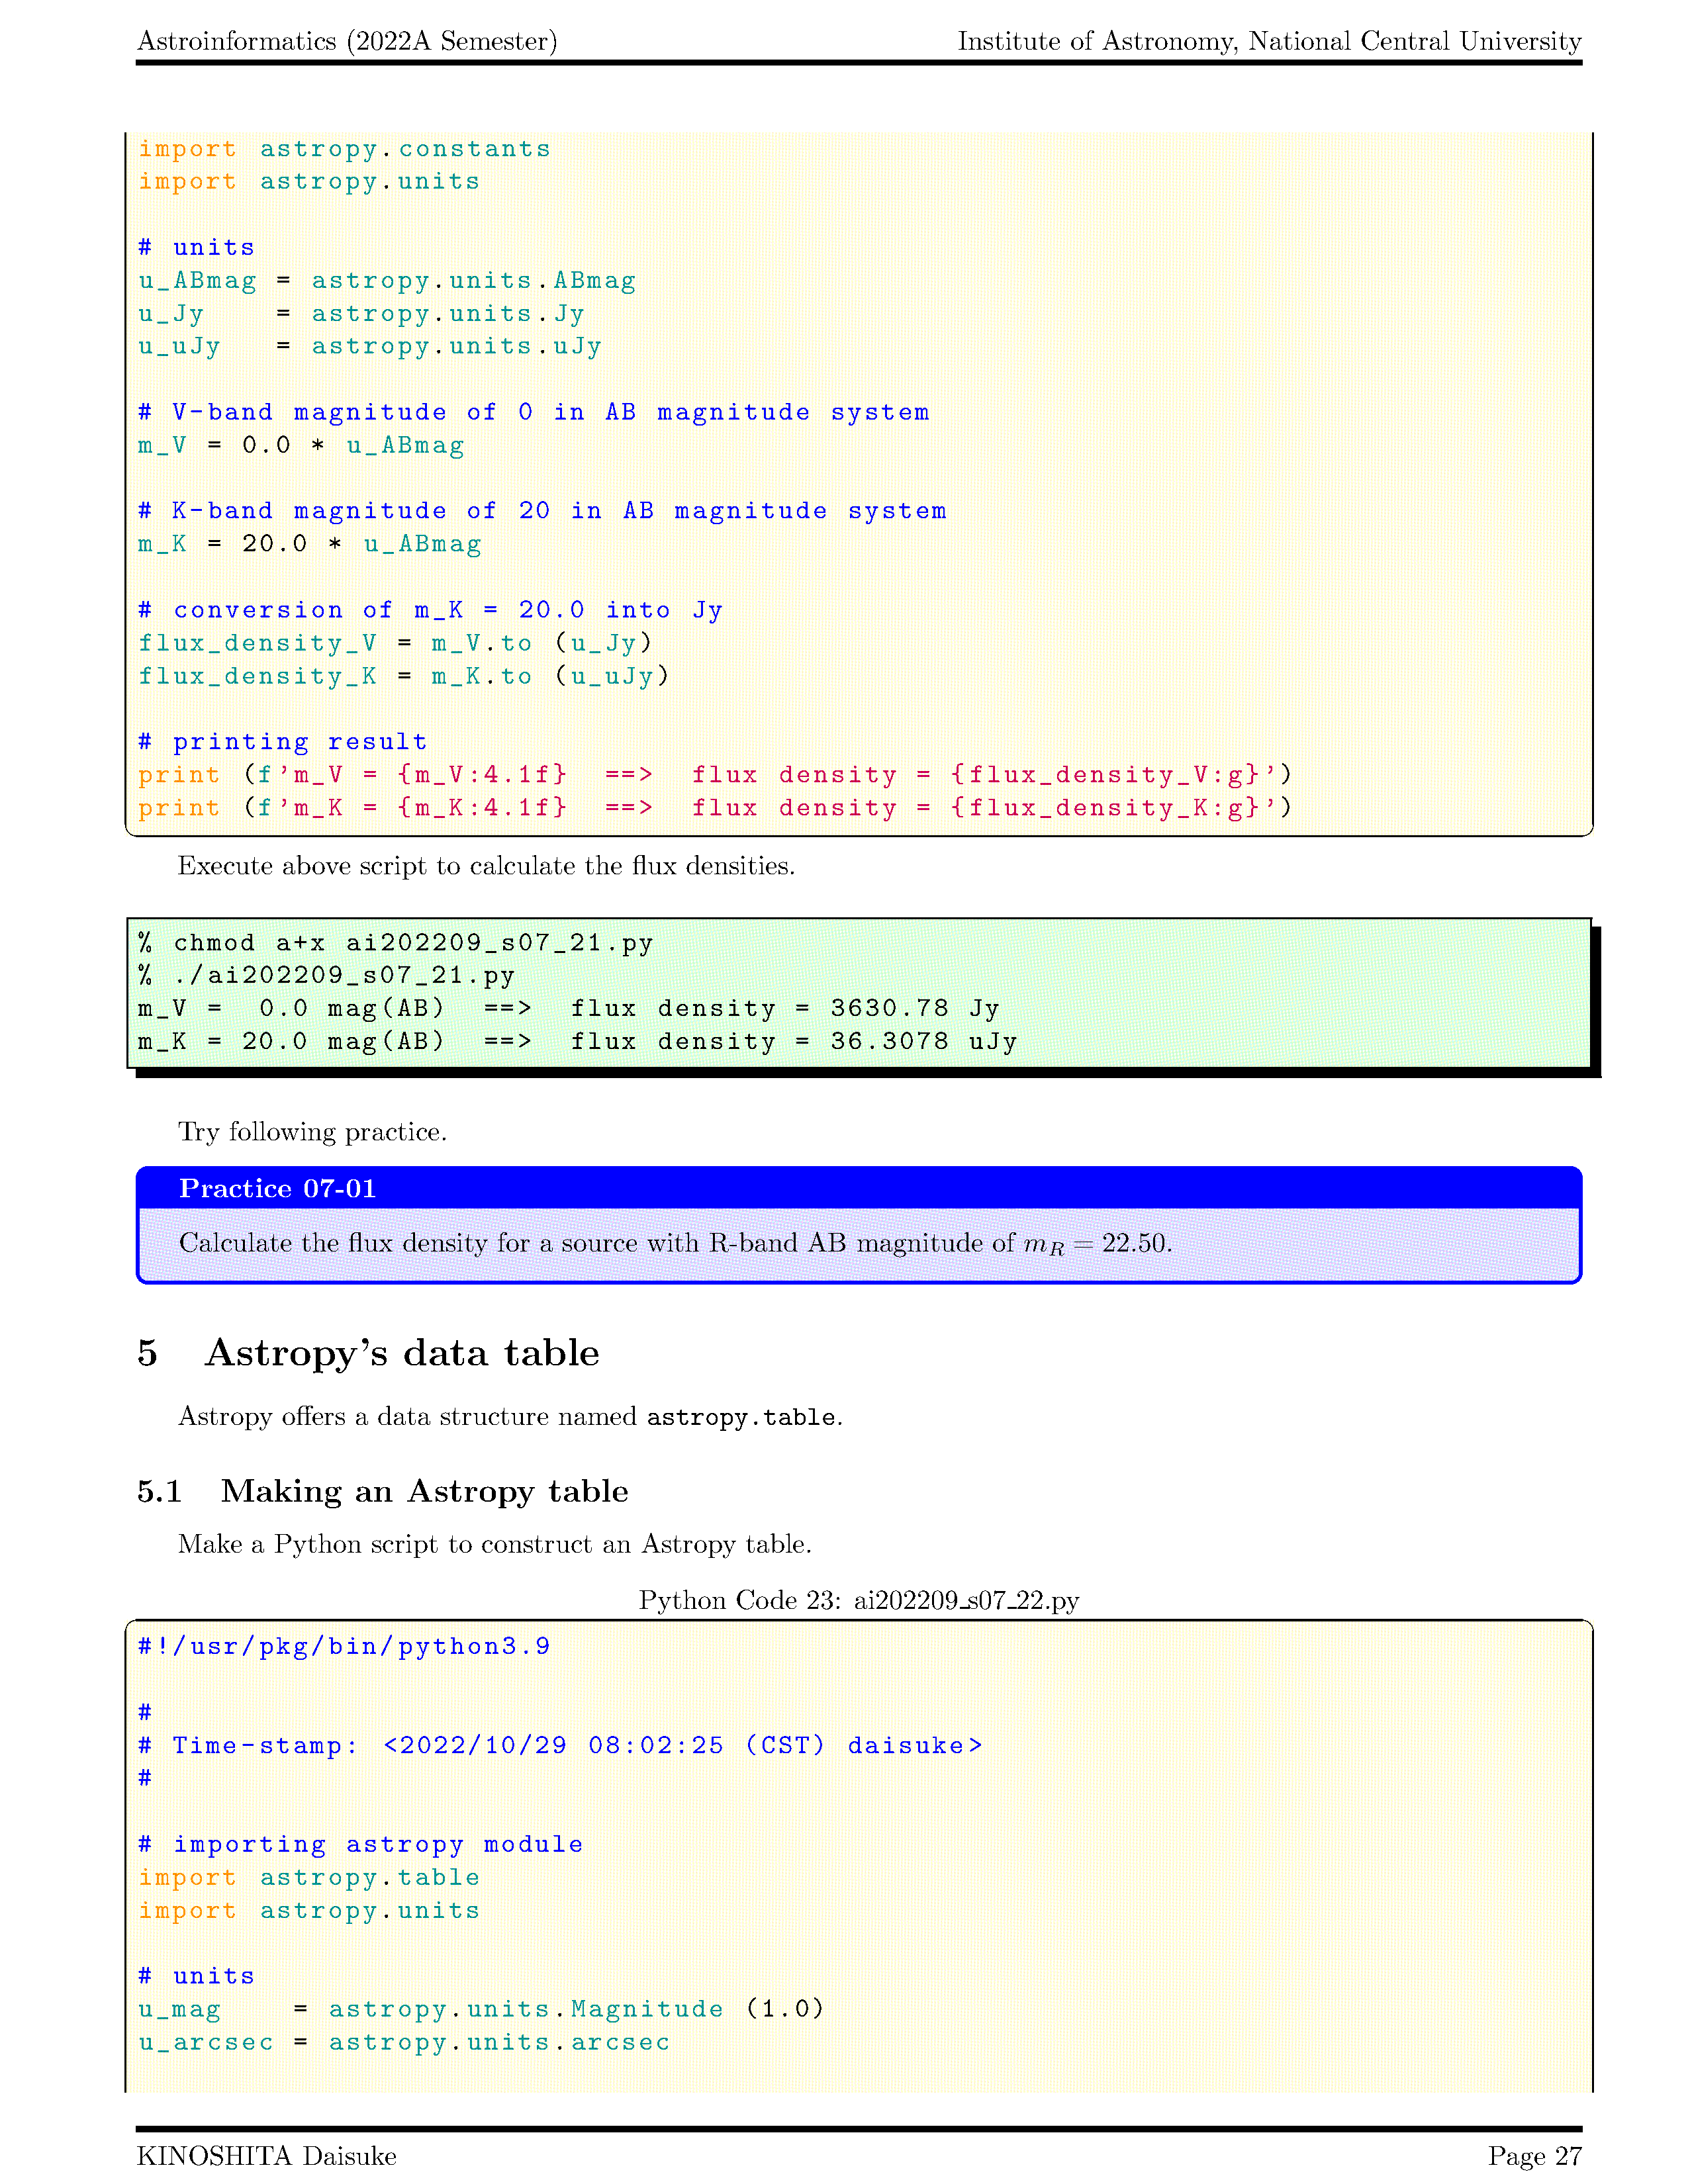 Astroinformatics (2022A Semester) Institute of Astronomy, National Central University
import astropy.constants
import astropy.units
# units
u_ABmag = astropy.units.ABmag
u_Jy    = astropy.units.Jy
u_uJy   = astropy.units.uJy
# V-band magnitude of 0 in AB magnitude system
m_V = 0.0 * u_ABmag
# K-band magnitude of 20 in AB magnitude system
m_K = 20.0 * u_ABmag
# conversion of m_K = 20.0 into Jy
flux_density_V = m_V.to (u_Jy)
flux_density_K = m_K.to (u_uJy)
# printing result
print (f'm_V = {m_V:4.1f}  ==>  flux density = {flux_density_V:g}')
print (f'm_K = {m_K:4.1f}  ==>  flux density = {flux_density_K:g}')
Execute above script to calculate the flux densities.
% chmod a+x ai202209_s07_21.py
% ./ai202209_s07_21.py
m_V =  0.0 mag(AB)  ==>  flux density = 3630.78 Jy
m_K = 20.0 mag(AB)  ==>  flux density = 36.3078 uJy
Try following practice.
Practice 07-01
Calculate the flux density for a source with R-band AB magnitude of m_R = 22.50.
5 Astropy's data table
Astropy offers a data structure named astropy.table.
5.1 Making an Astropy table
Make a Python script to construct an Astropy table.
Python Code 23: ai202209_s07_22.py
#!/usr/pkg/bin/python3.9
#
# Time-stamp: <2022/10/29 08:02:25 (CST) daisuke>
#
# importing astropy module
import astropy.table
import astropy.units
# units
u_mag    = astropy.units.Magnitude (1.0)
u_arcsec = astropy.units.arcsec
KINOSHITA Daisuke Page 27